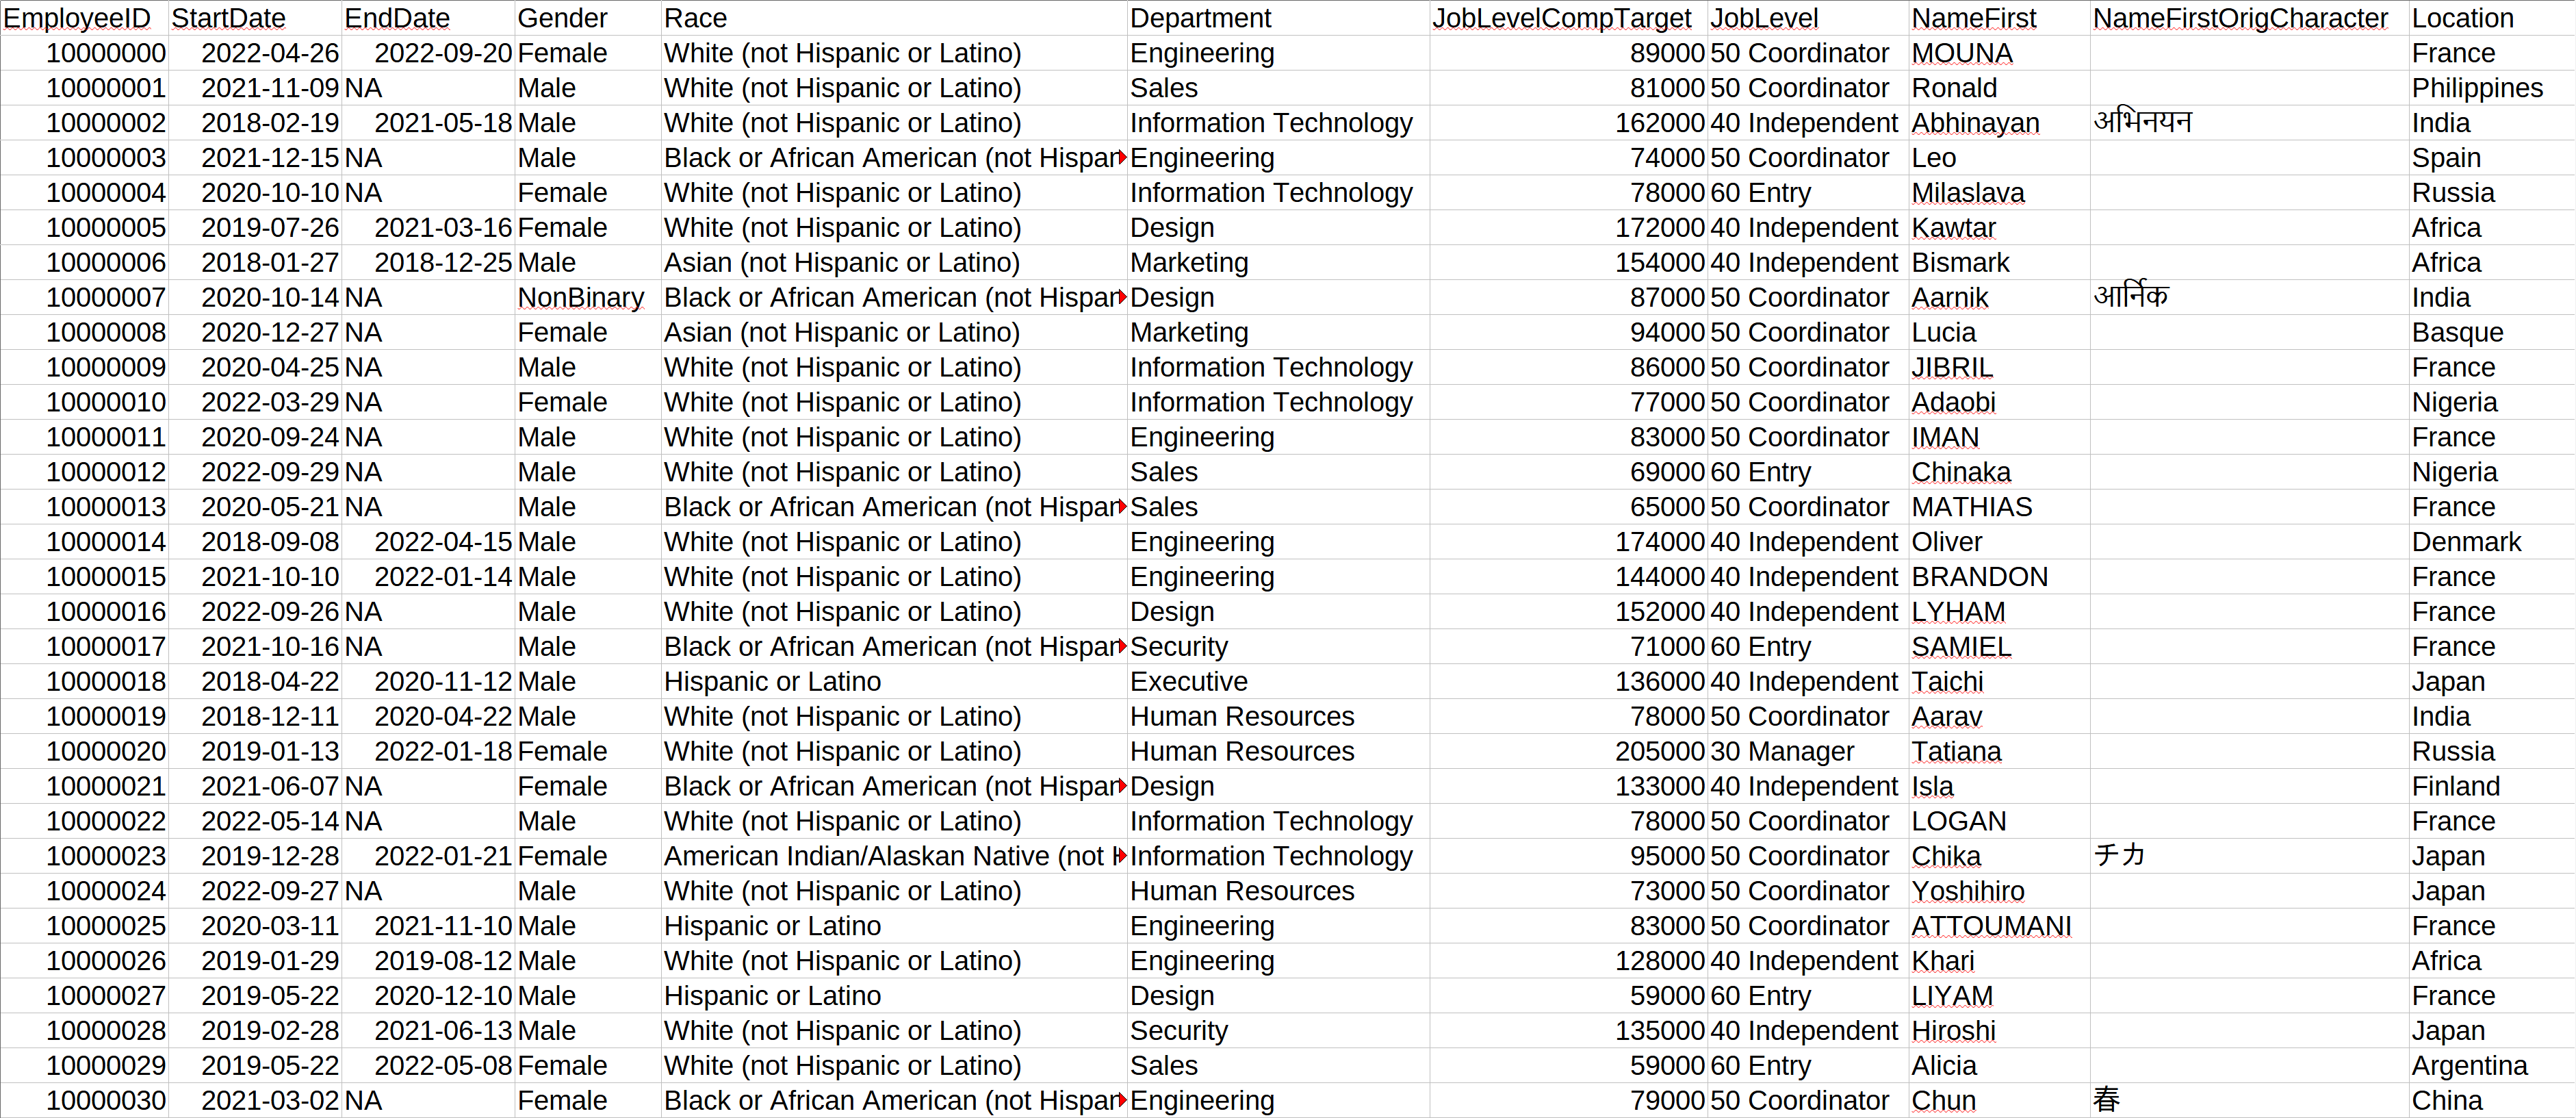 EmployeeID StartDate EndDate Gender Race Department JobLevelCompTarget JobLevel NameFirst NameFirstOrigCharacter Location
10000000 2022-04-26 2022-09-20 Female White (not Hispanic or Latino) Engineering 89000 50 Coordinator MOUNA France
10000001 2021-11-09 NA Male White (not Hispanic or Latino) Sales 81000 50 Coordinator Ronald Philippines
10000002 2018-02-19 2021-05-18 Male White (not Hispanic or Latino) Information Technology 162000 40 Independent Abhinayan अभिनयन India
10000003 2021-12-15 NA Male Black or African American (not Hispan Engineering 74000 50 Coordinator Leo Spain
10000004 2020-10-10 NA Female White (not Hispanic or Latino) Information Technology 78000 60 Entry Milaslava Russia
10000005 2019-07-26 2021-03-16 Female White (not Hispanic or Latino) Design 172000 40 Independent Kawtar Africa
10000006 2018-01-27 2018-12-25 Male Asian (not Hispanic or Latino) Marketing 154000 40 Independent Bismark Africa
10000007 2020-10-14 NA NonBinary Black or African American (not Hispan Design 87000 50 Coordinator Aarnik आर्निक India
10000008 2020-12-27 NA Female Asian (not Hispanic or Latino) Marketing 94000 50 Coordinator Lucia Basque
10000009 2020-04-25 NA Male White (not Hispanic or Latino) Information Technology 86000 50 Coordinator JIBRIL France
10000010 2022-03-29 NA Female White (not Hispanic or Latino) Information Technology 77000 50 Coordinator Adaobi Nigeria
10000011 2020-09-24 NA Male White (not Hispanic or Latino) Engineering 83000 50 Coordinator IMAN France
10000012 2022-09-29 NA Male White (not Hispanic or Latino) Sales 69000 60 Entry Chinaka Nigeria
10000013 2020-05-21 NA Male Black or African American (not Hispan Sales 65000 50 Coordinator MATHIAS France
10000014 2018-09-08 2022-04-15 Male White (not Hispanic or Latino) Engineering 174000 40 Independent Oliver Denmark
10000015 2021-10-10 2022-01-14 Male White (not Hispanic or Latino) Engineering 144000 40 Independent BRANDON France
10000016 2022-09-26 NA Male White (not Hispanic or Latino) Design 152000 40 Independent LYHAM France
10000017 2021-10-16 NA Male Black or African American (not Hispan Security 71000 60 Entry SAMIEL France
10000018 2018-04-22 2020-11-12 Male Hispanic or Latino Executive 136000 40 Independent Taichi Japan
10000019 2018-12-11 2020-04-22 Male White (not Hispanic or Latino) Human Resources 78000 50 Coordinator Aarav India
10000020 2019-01-13 2022-01-18 Female White (not Hispanic or Latino) Human Resources 205000 30 Manager Tatiana Russia
10000021 2021-06-07 NA Female Black or African American (not Hispan Design 133000 40 Independent Isla Finland
10000022 2022-05-14 NA Male White (not Hispanic or Latino) Information Technology 78000 50 Coordinator LOGAN France
10000023 2019-12-28 2022-01-21 Female American Indian/Alaskan Native (not H Information Technology 95000 50 Coordinator Chika チカ Japan
10000024 2022-09-27 NA Male White (not Hispanic or Latino) Human Resources 73000 50 Coordinator Yoshihiro Japan
10000025 2020-03-11 2021-11-10 Male Hispanic or Latino Engineering 83000 50 Coordinator ATTOUMANI France
10000026 2019-01-29 2019-08-12 Male White (not Hispanic or Latino) Engineering 128000 40 Independent Khari Africa
10000027 2019-05-22 2020-12-10 Male Hispanic or Latino Design 59000 60 Entry LIYAM France
10000028 2019-02-28 2021-06-13 Male White (not Hispanic or Latino) Security 135000 40 Independent Hiroshi Japan
10000029 2019-05-22 2022-05-08 Female White (not Hispanic or Latino) Sales 59000 60 Entry Alicia Argentina
10000030 2021-03-02 NA Female Black or African American (not Hispan Engineering 79000 50 Coordinator Chun 春 China